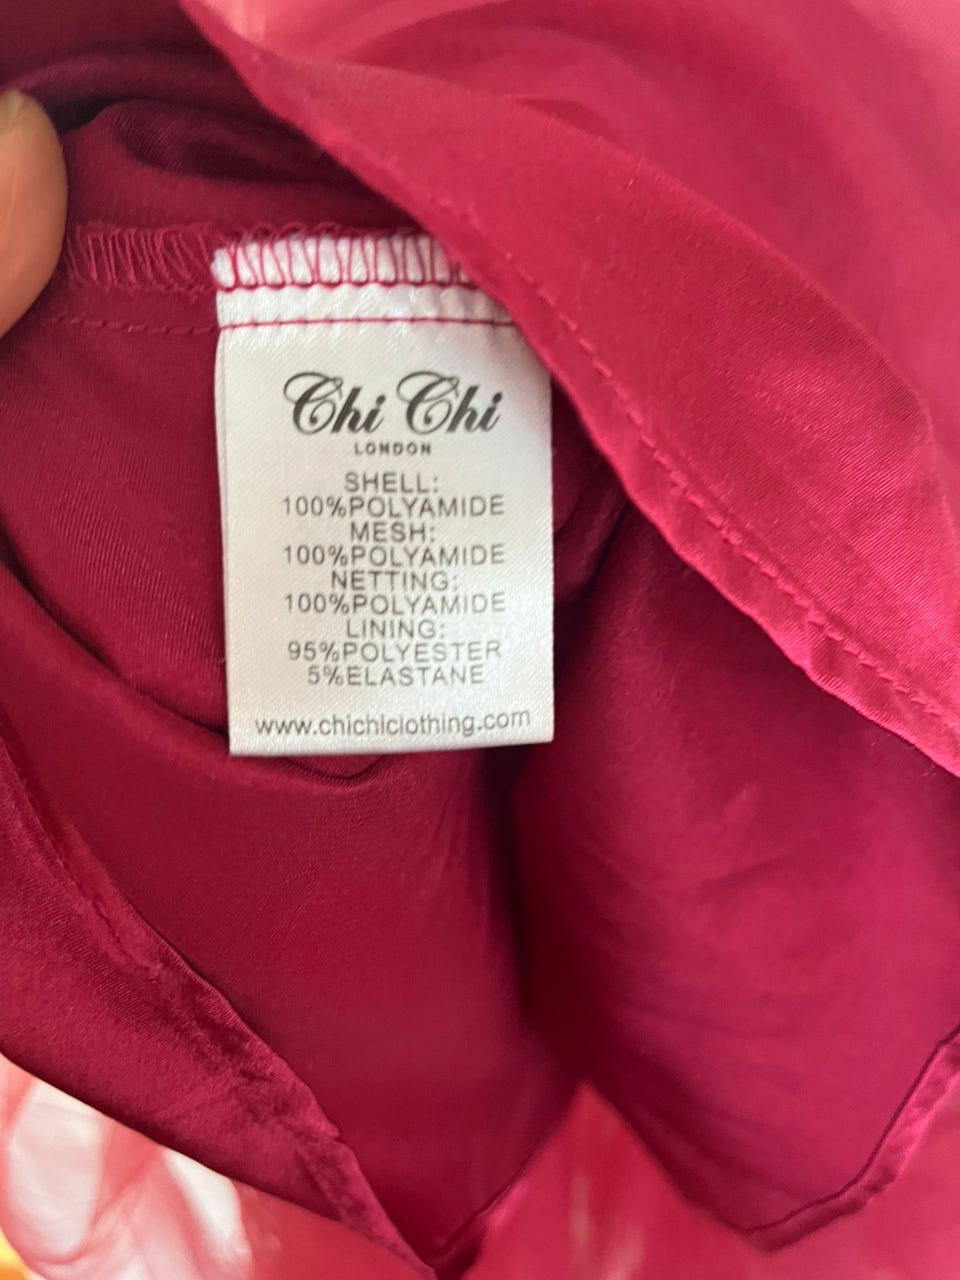 Chi Chi
LONDON
SHELL:
100%POLYAMIDE
MESH:
100%POLYAMIDE
NETTING:
100%POLYAMIDE
LINING:
95%POLYESTER
5%ELASTANE
www.chichiclothing.com